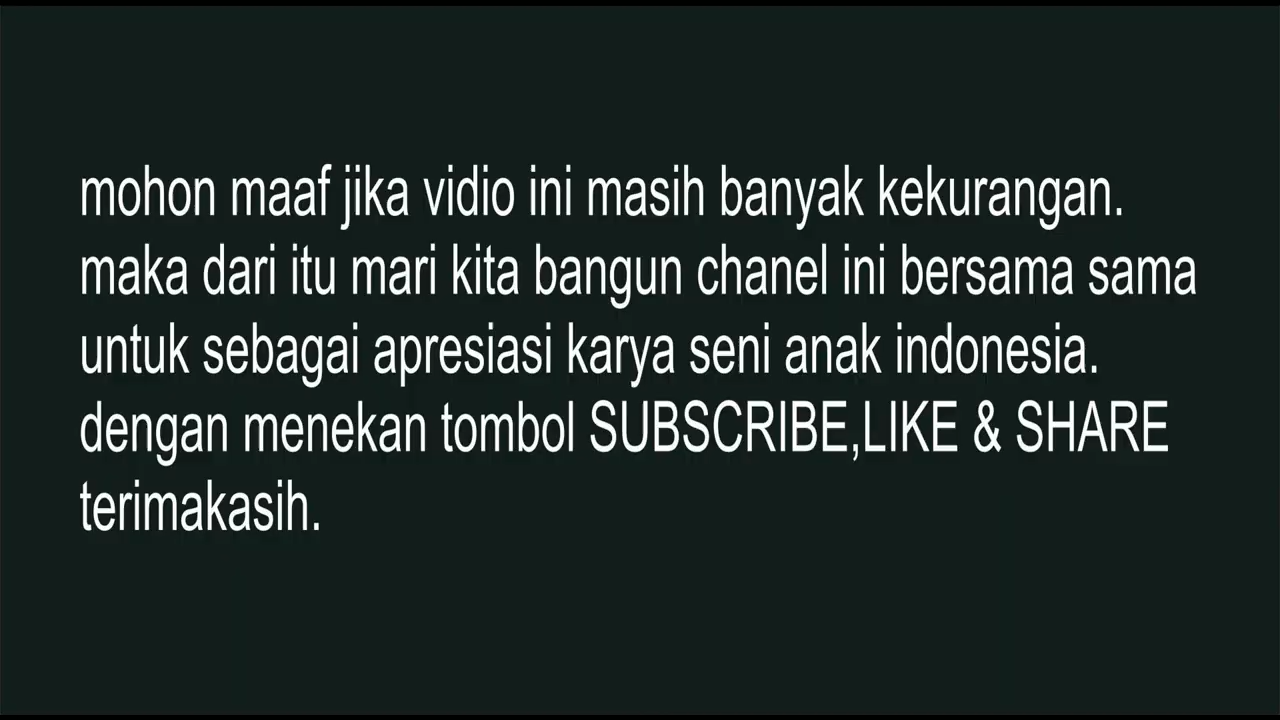 mohon maaf jika vidio ini masih banyak kekurangan.
maka dari itu mari kita bangun chanel ini bersama sama
untuk sebagai apresiasi karya seni anak indonesia.
dengan menekan tombol SUBSCRIBE,LIKE & SHARE
terimakasih.